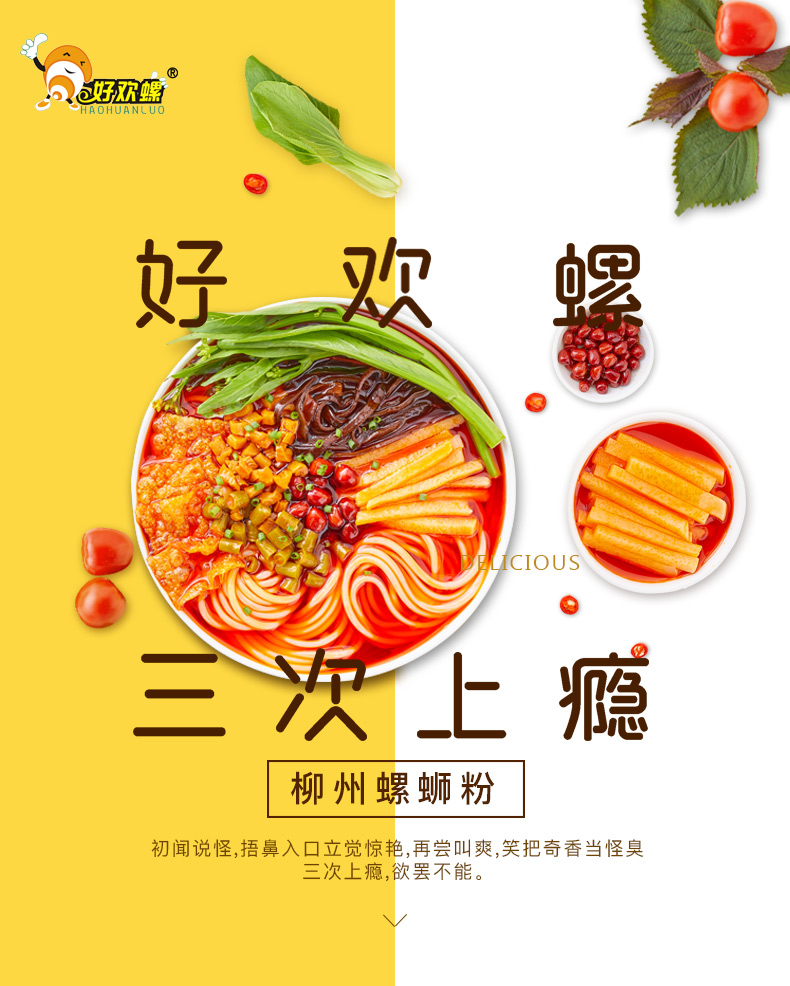 好欢螺®
HAOHUANLUO
好欢螺
DELICIOUS
三次上瘾
柳州螺蛳粉
初闻说怪,捂鼻入口立觉惊艳,再尝叫爽,笑把奇香当怪臭
三次上瘾,欲罢不能。